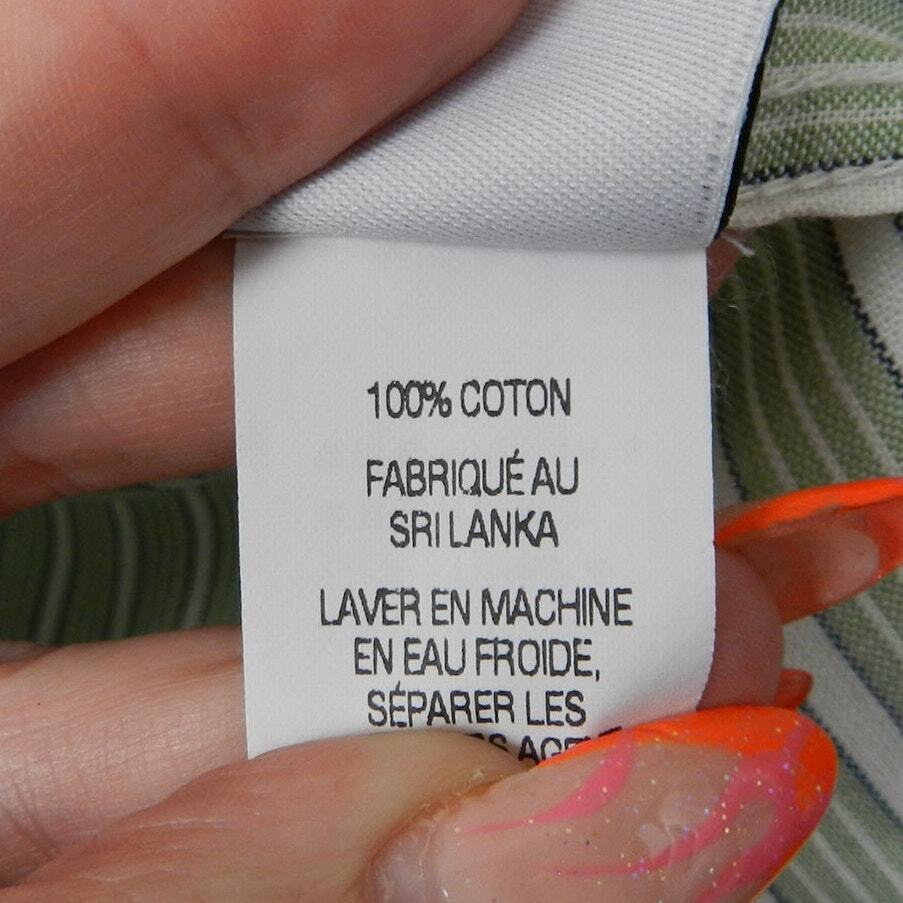 100% COTON
FABRIQUÉ AU
SRI LANKA
LAVER EN MACHINE
EN EAU FROIDE,
SÉPARER LES